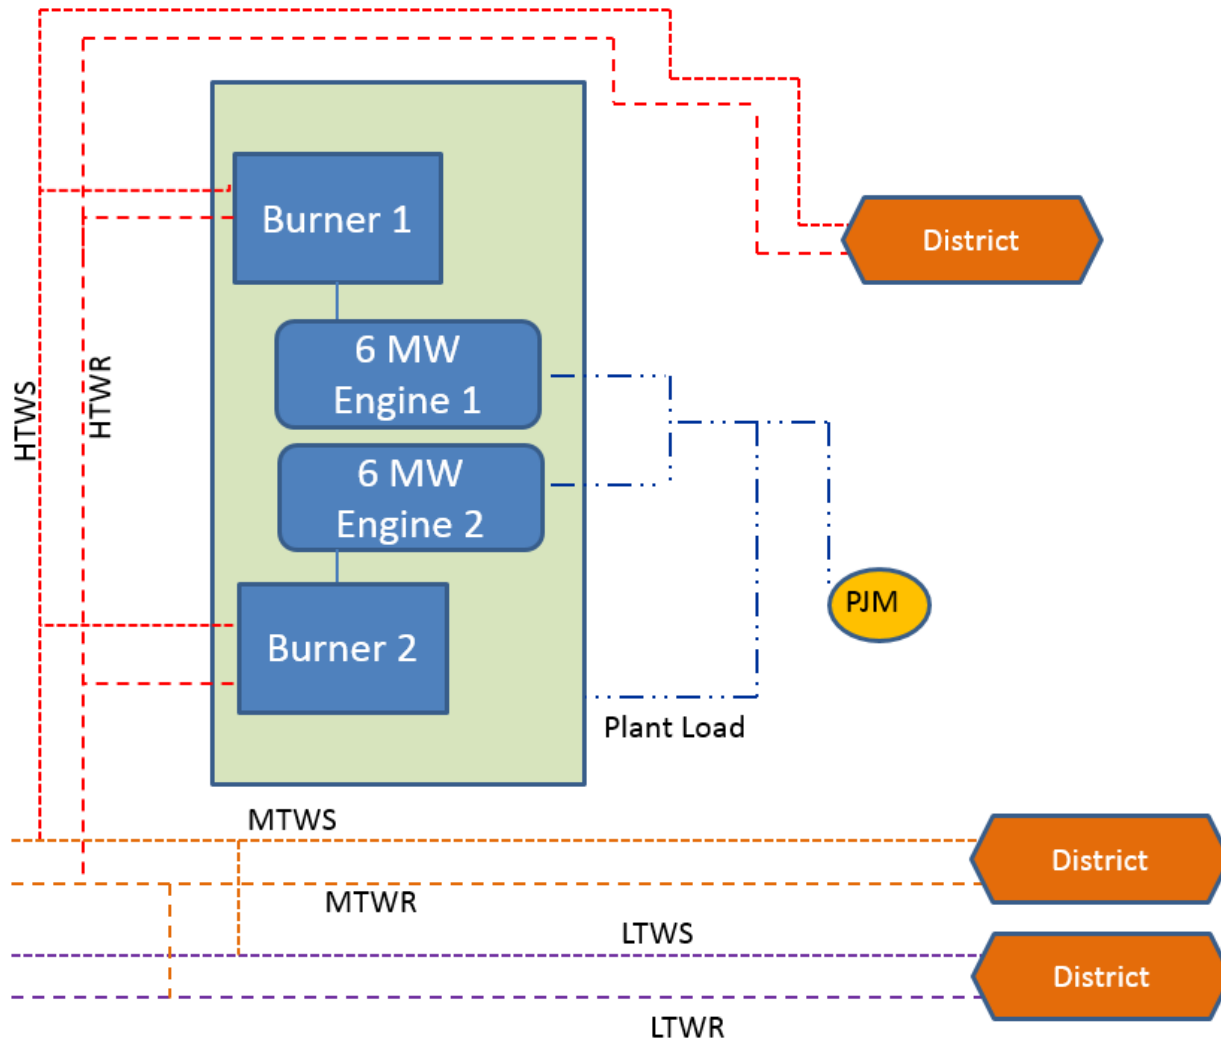 Burner 1
District
6 MW
Engine 1
HTWS
HTWR
6 MW
Engine 2
PJM
Burner 2
Plant Load
MTWS
District
MTWR
LTWS
District
LTWR